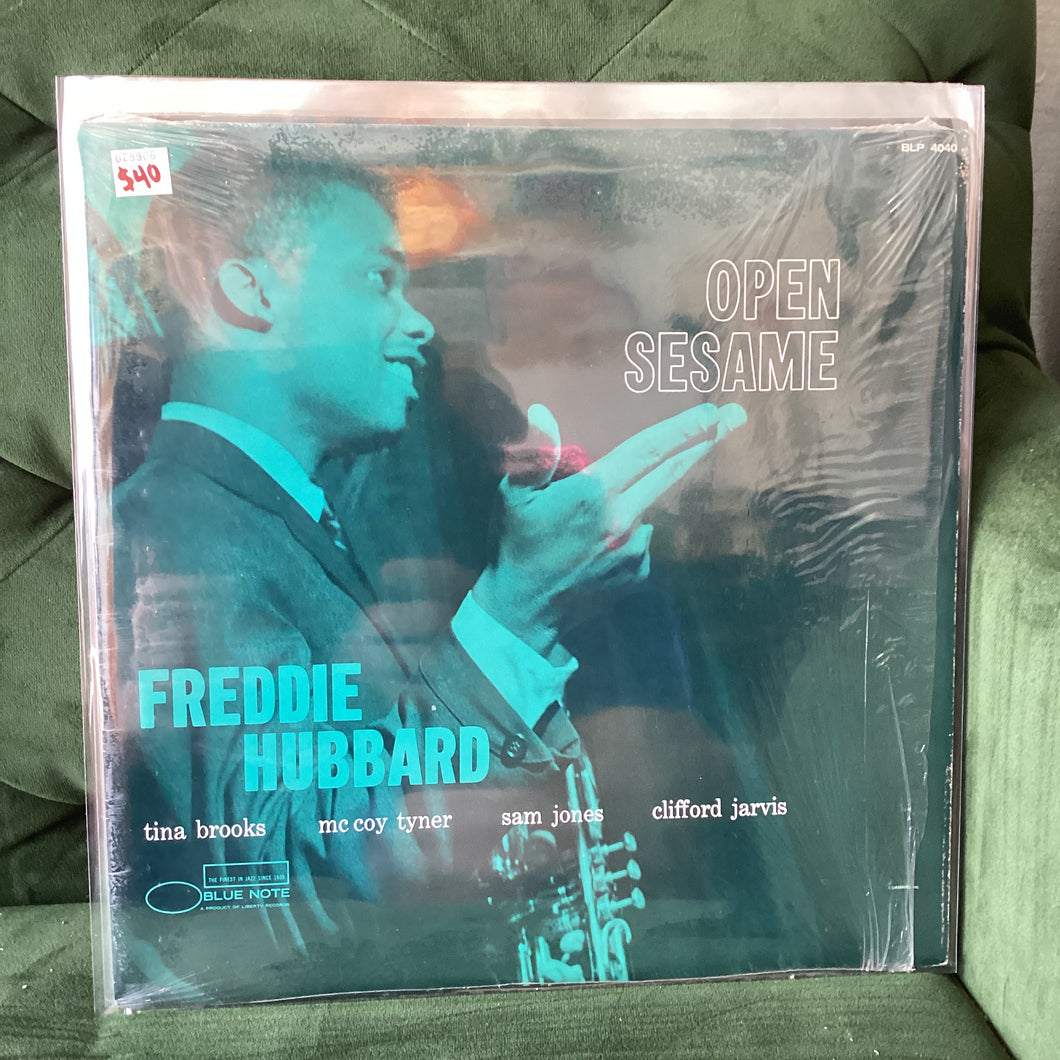 $40
BLP 4040
OPEN
SESAME
FREDDIE
HUBBARD
tina brooks mc coy tyner sam jones clifford jarvis
THE FINEST IN JAZZ SINCE 1939
BLUE NOTE
A PRODUCT OF LIBERTY RECORDS